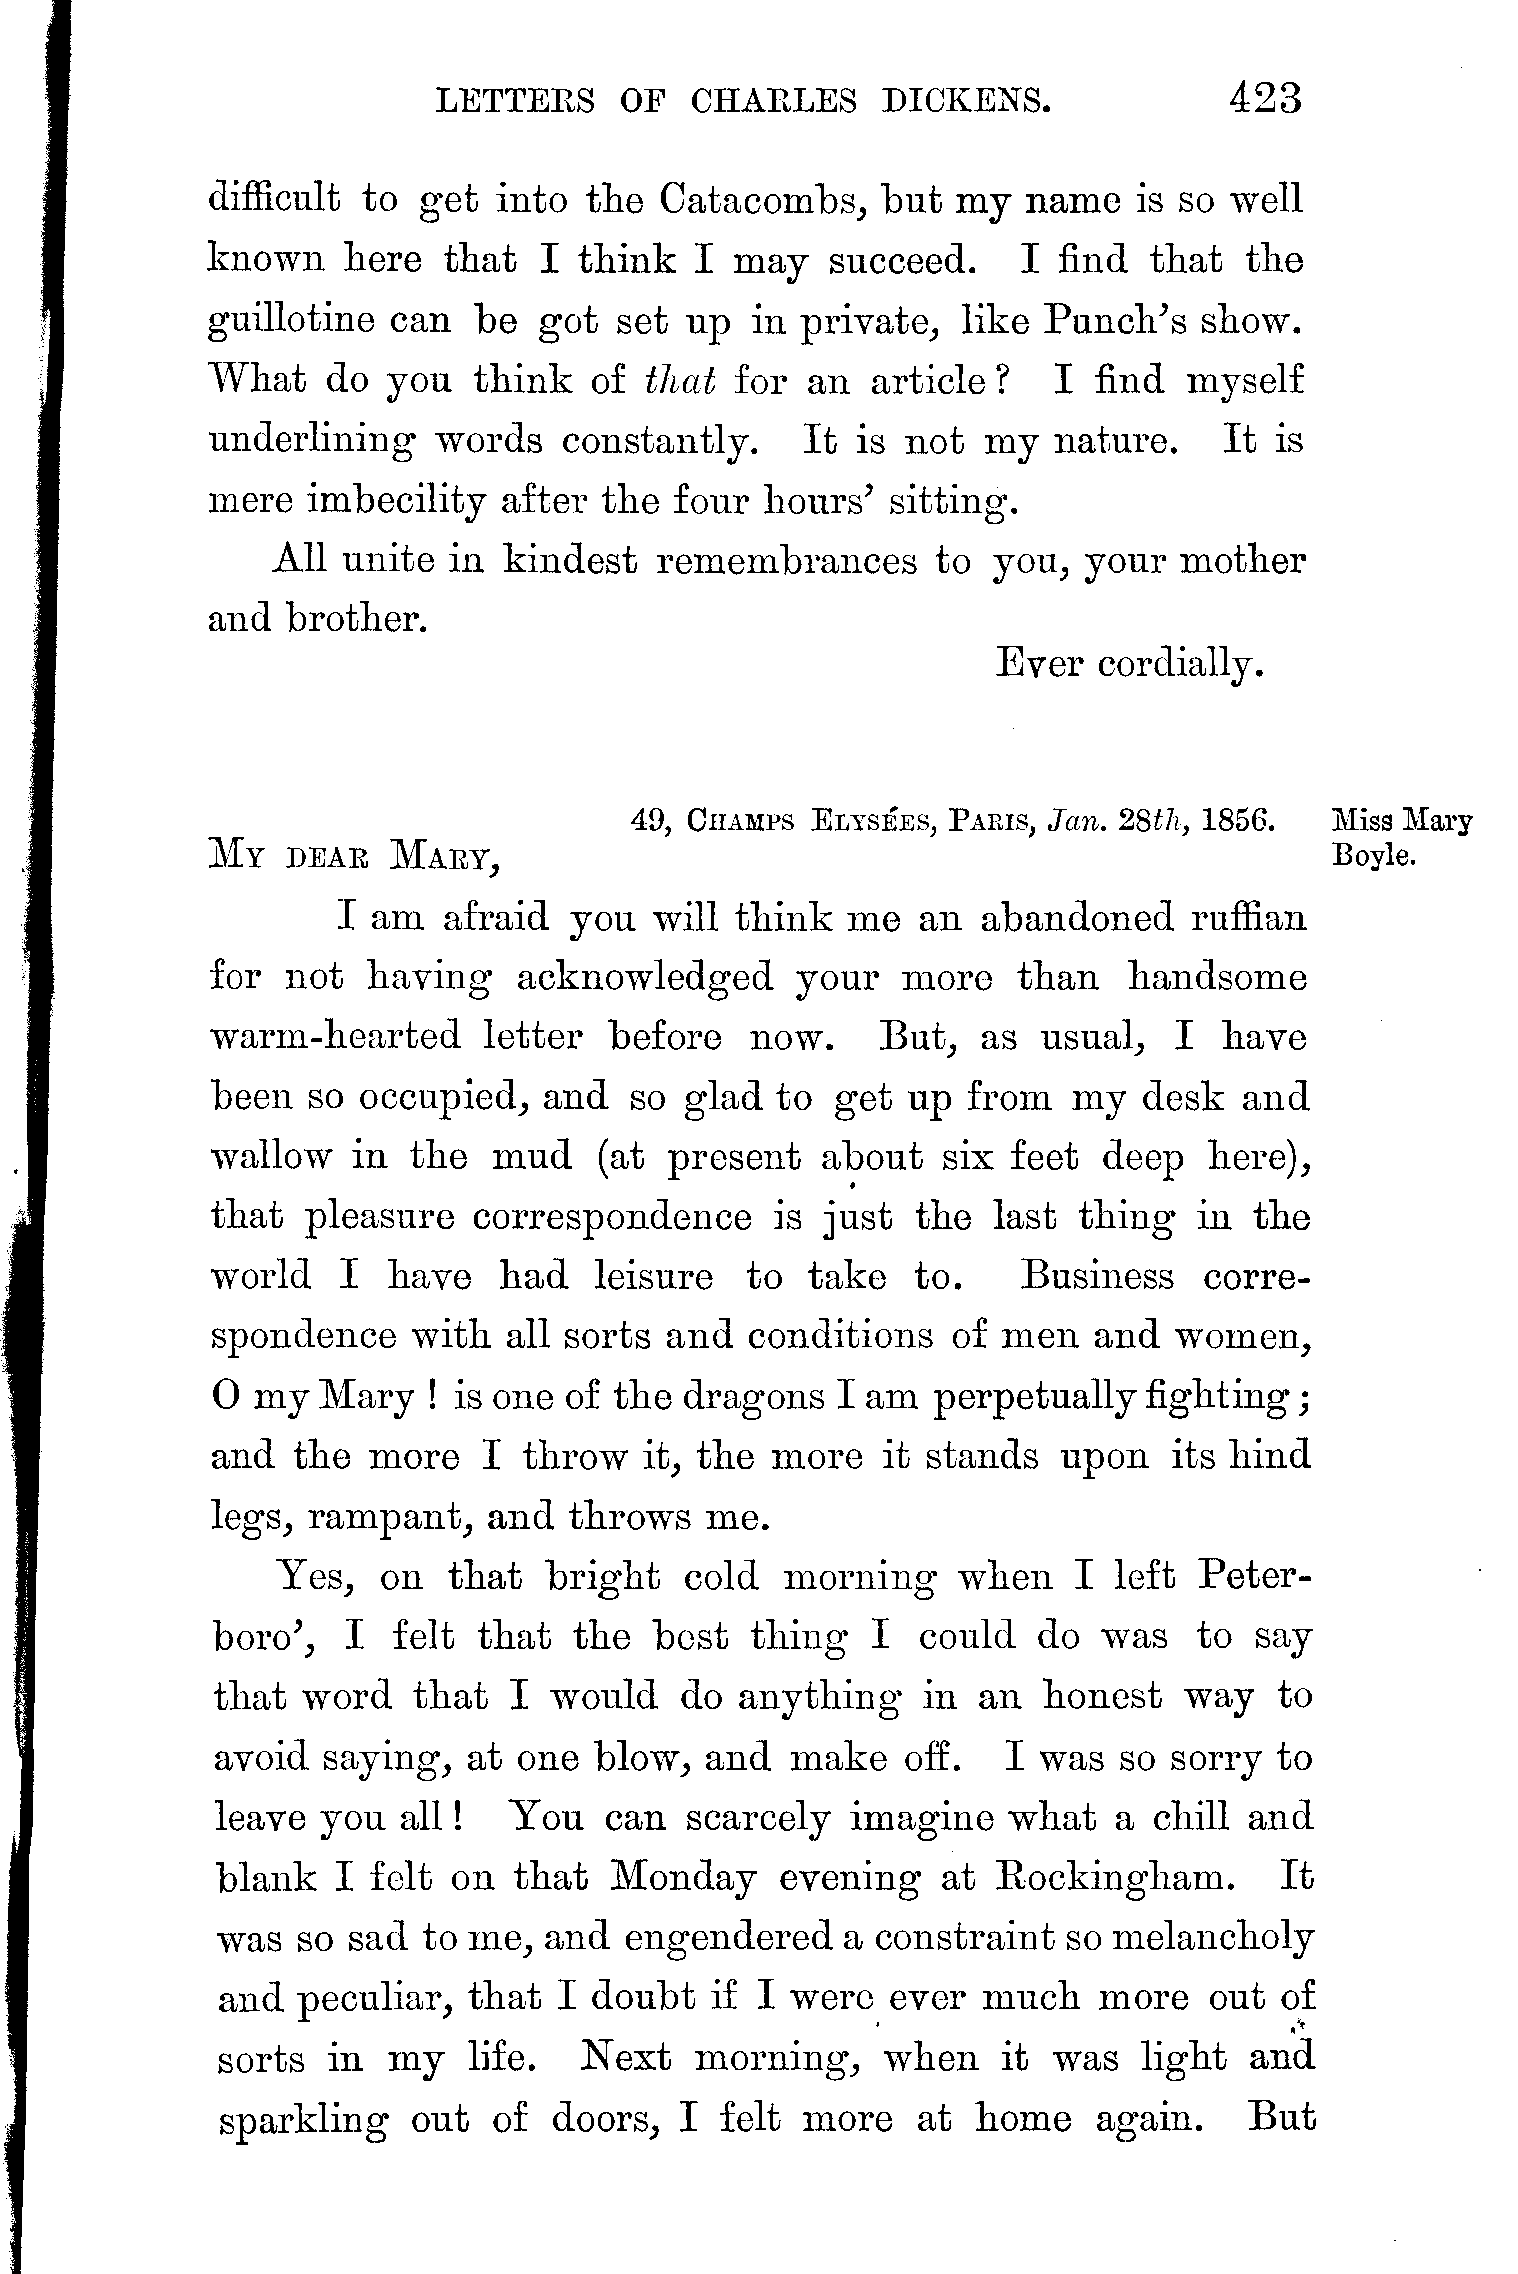 LETTERS OF CHARLES DICKENS. 423
difficult to get into the Catacombs, but my name is so well
known here that I think I may succeed. I find that the
guillotine can be got set up in private, like Punch's show.
What do you think of that for an article? I find myself
underlining words constantly. It is not my nature. It is
mere imbecility after the four hours' sitting.
All unite in kindest remembrances to you, your mother
and brother.
Ever cordially.
49, CHAMPS ELYSÉES, PARIS, Jan. 28th, 1856.
Miss Mary
Boyle.
MY DEAR MARY,
I am afraid you will think me an abandoned ruffian
for not having acknowledged your more than handsome
warm-hearted letter before now. But, as usual, I have
been so occupied, and so glad to get up from my desk and
wallow in the mud (at present about six feet deep here),
that pleasure correspondence is just the last thing in the
world I have had leisure to take to. Business corre-
spondence with all sorts and conditions of men and women,
O my Mary! is one of the dragons I am perpetually fighting;
and the more I throw it, the more it stands upon its hind
legs, rampant, and throws me.
Yes, on that bright cold morning when I left Peter-
boro', I felt that the best thing I could do was to say
that word that I would do anything in an honest way to
avoid saying, at one blow, and make off. I was so sorry to
leave you all! You can scarcely imagine what a chill and
blank I felt on that Monday evening at Rockingham. It
was so sad to me, and engendered a constraint so melancholy
and peculiar, that I doubt if I were ever much more out of
sorts in my life. Next morning, when it was light and
sparkling out of doors, I felt more at home again. But